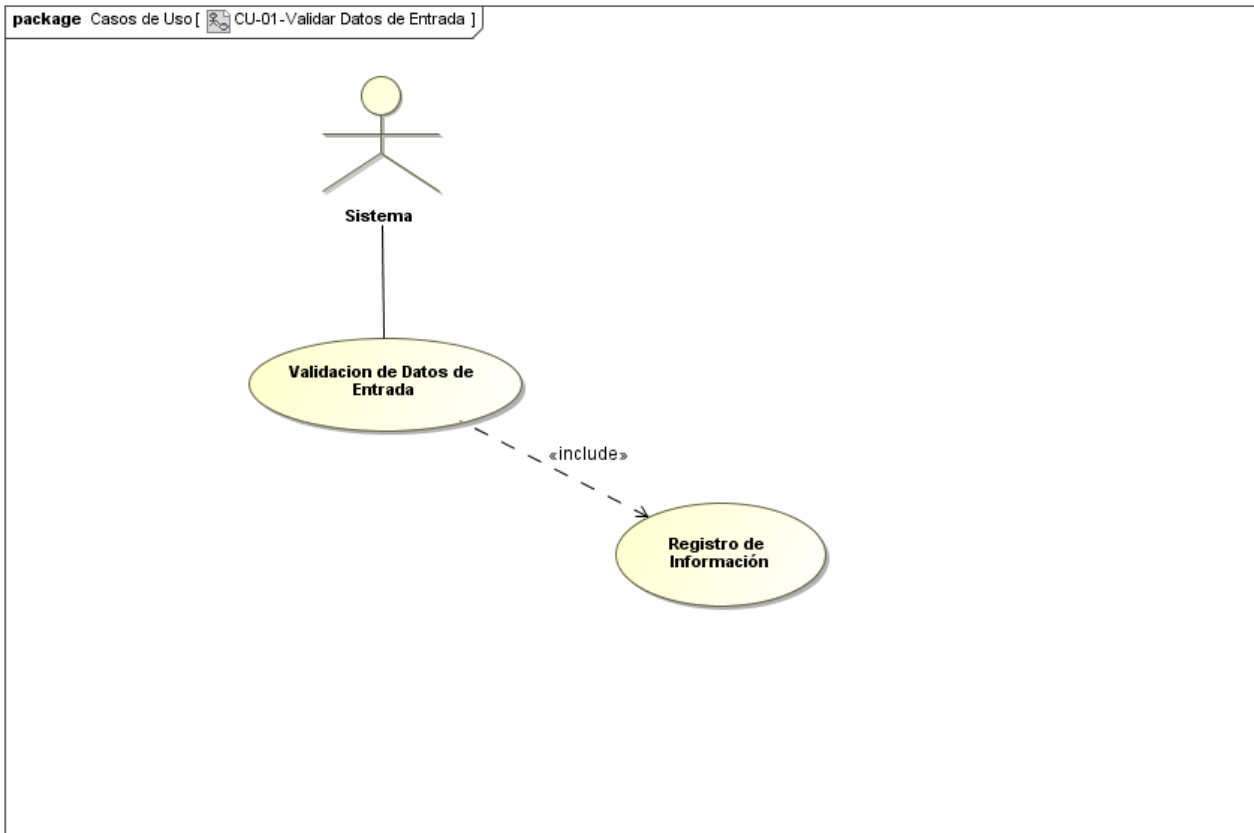 package Casos de Uso [ CU-01-Validar Datos de Entrada ]
Sistema
Validacion de Datos de
Entrada
«include»
Registro de
Información